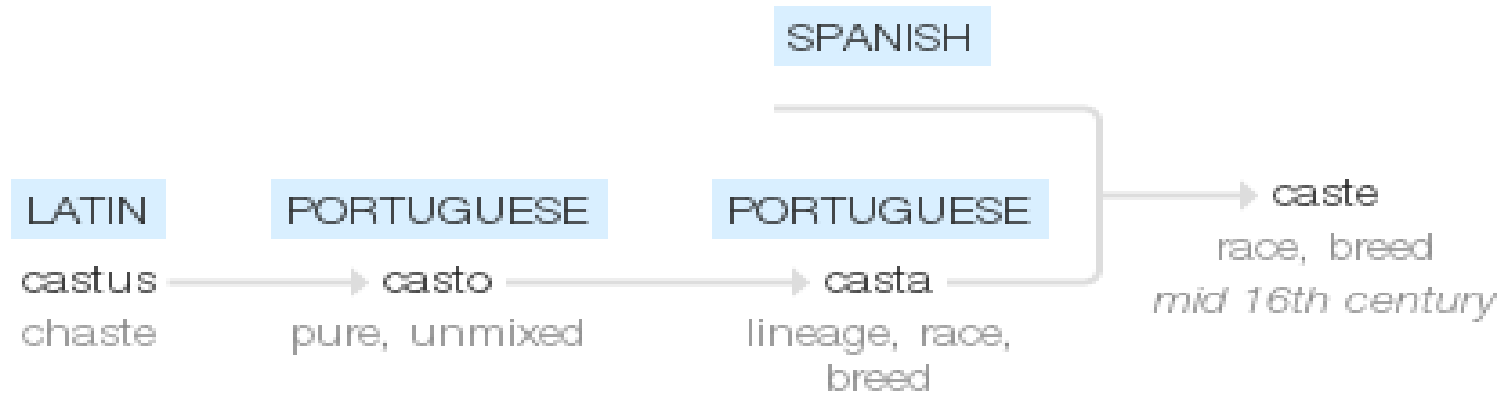 SPANISH
LATIN PORTUGUESE PORTUGUESE caste
castus casto casta race, breed
chaste pure, unmixed lineage, race, mid 16th century
breed